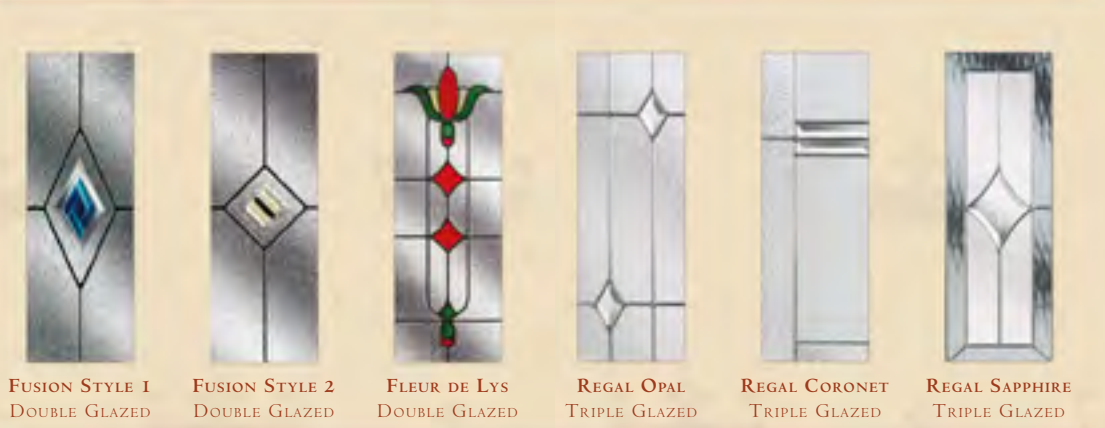 Fusion Style 1
Double Glazed
Fusion Style 2
Double Glazed
Fleur de Lys
Double Glazed
Regal Opal
Triple Glazed
Regal Coronet
Triple Glazed
Regal Sapphire
Triple Glazed